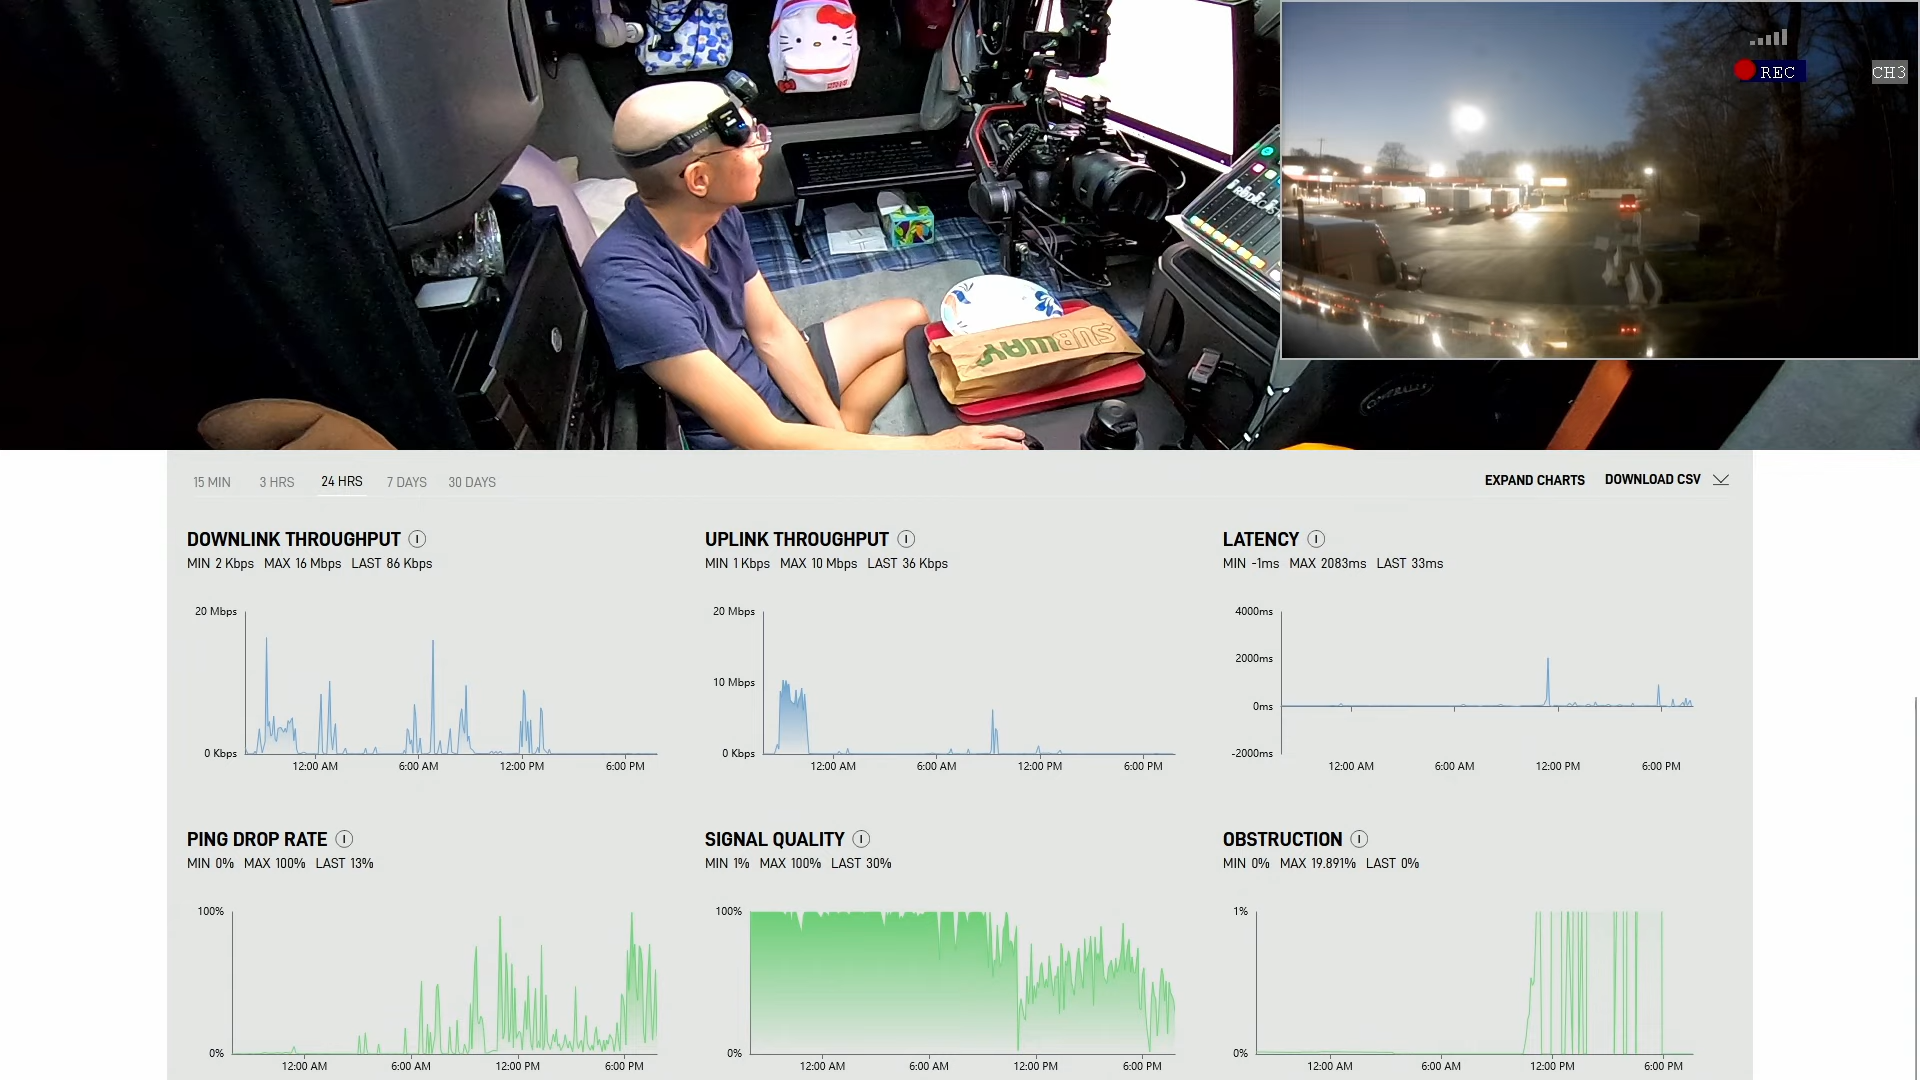 REC
CH3
SUBWAY
15 MIN 3 HRS 24 HRS 7 DAYS 30 DAYS
EXPAND CHARTS DOWNLOAD CSV
DOWNLINK THROUGHPUT
MIN 2 Kbps MAX 16 Mbps LAST 86 Kbps
20 Mbps
0 Kbps
12:00 AM 6:00 AM 12:00 PM 6:00 PM
UPLINK THROUGHPUT
MIN 1 Kbps MAX 10 Mbps LAST 36 Kbps
20 Mbps
10 Mbps
0 Kbps
12:00 AM 6:00 AM 12:00 PM 6:00 PM
LATENCY
MIN -1ms MAX 2083ms LAST 33ms
4000ms
2000ms
0ms
-2000ms
12:00 AM 6:00 AM 12:00 PM 6:00 PM
PING DROP RATE
MIN 0% MAX 100% LAST 13%
100%
0%
12:00 AM 6:00 AM 12:00 PM 6:00 PM
SIGNAL QUALITY
MIN 1% MAX 100% LAST 30%
100%
0%
12:00 AM 6:00 AM 12:00 PM 6:00 PM
OBSTRUCTION
MIN 0% MAX 19.891% LAST 0%
1%
0%
12:00 AM 6:00 AM 12:00 PM 6:00 PM